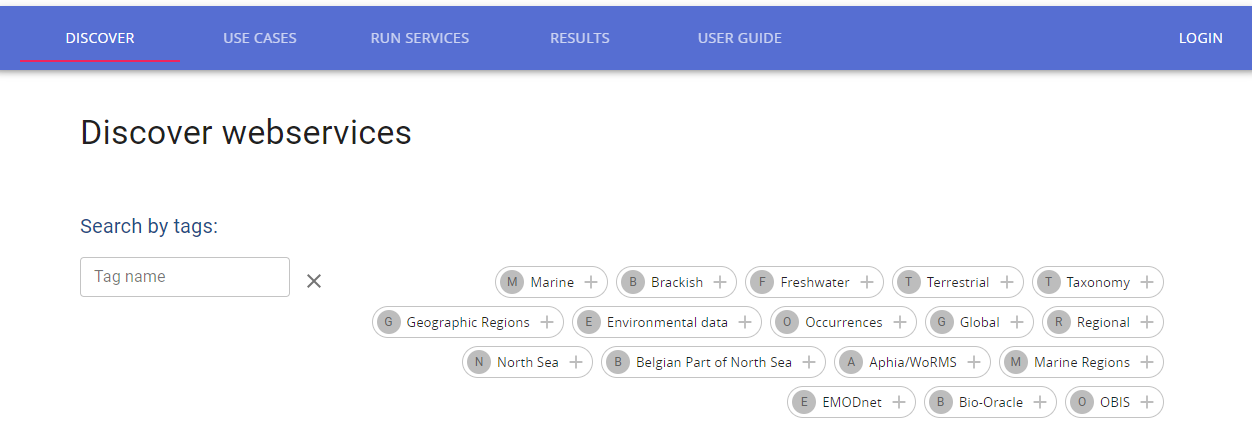 DISCOVER USE CASES RUN SERVICES RESULTS USER GUIDE LOGIN
Discover webservices
Search by tags:
Tag name
M Marine B Brackish F Freshwater T Terrestrial T Taxonomy
G Geographic Regions E Environmental data O Occurrences G Global R Regional
N North Sea B Belgian Part of North Sea A Aphia/WoRMS M Marine Regions
E EMODnet B Bio-Oracle O OBIS